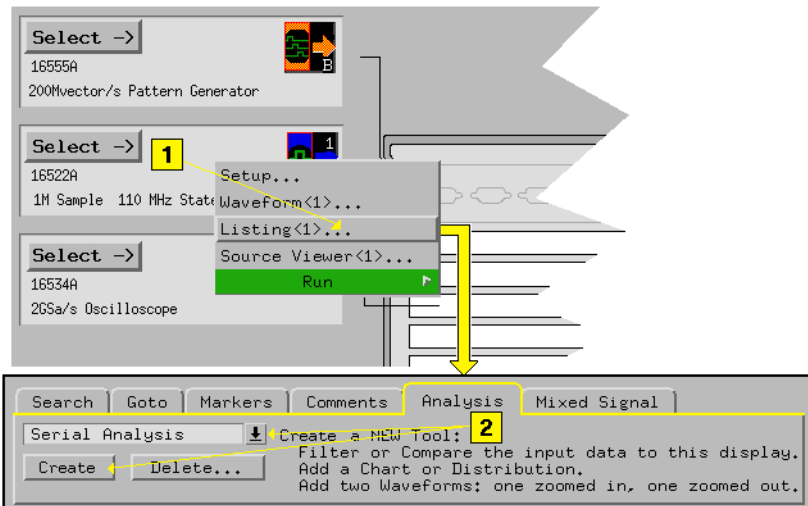 Select ->
B
16555A
200Mvector/s Pattern Generator
Select ->
1
1
16522A
1M Sample 110 MHz State
Setup...
Waveform<1>...
Listing<1>...
Source Viewer<1>...
Run
Select ->
16534A
2GSa/s Oscilloscope
Search
Goto
Markers
Comments
Analysis
Mixed Signal
Serial Analysis
2
Create
Delete...
Create a NEW Tool:
Filter or Compare the input data to this display.
Add a Chart or Distribution.
Add two Waveforms: one zoomed in, one zoomed out.